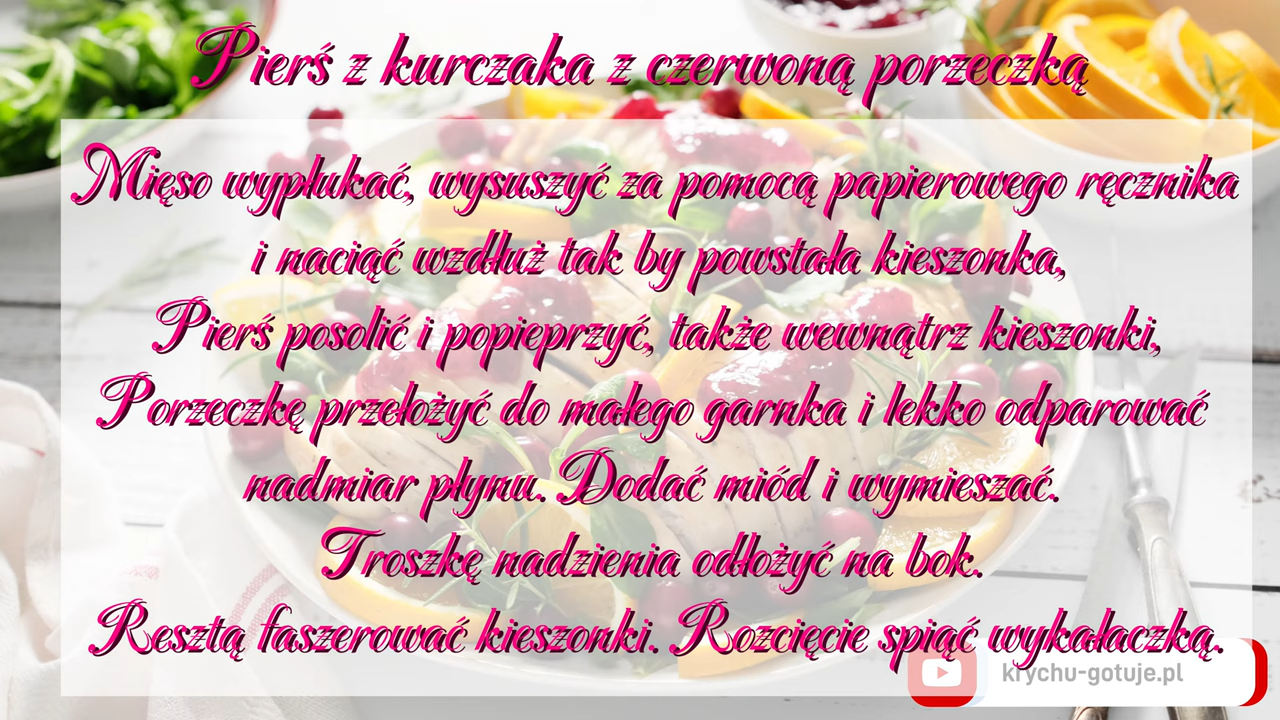 Pierś z kurczaka z czerwoną porzeczką
Mięso wypłukać, wysuszyć za pomocą papierowego ręcznika
i naciąć wzdłuż tak by powstała kieszonka,
Pierś posolić i popieprzyć, także wewnątrz kieszonki,
Porzeczkę przełożyć do małego garnka i lekko odparować
nadmiar płynu. Dodać miód i wymieszać.
Troszkę nadzienia odłożyć na bok.
Resztą faszerować kieszonki. Rozcięcie spiąć wykałaczką.
krychu-gotuje.pl